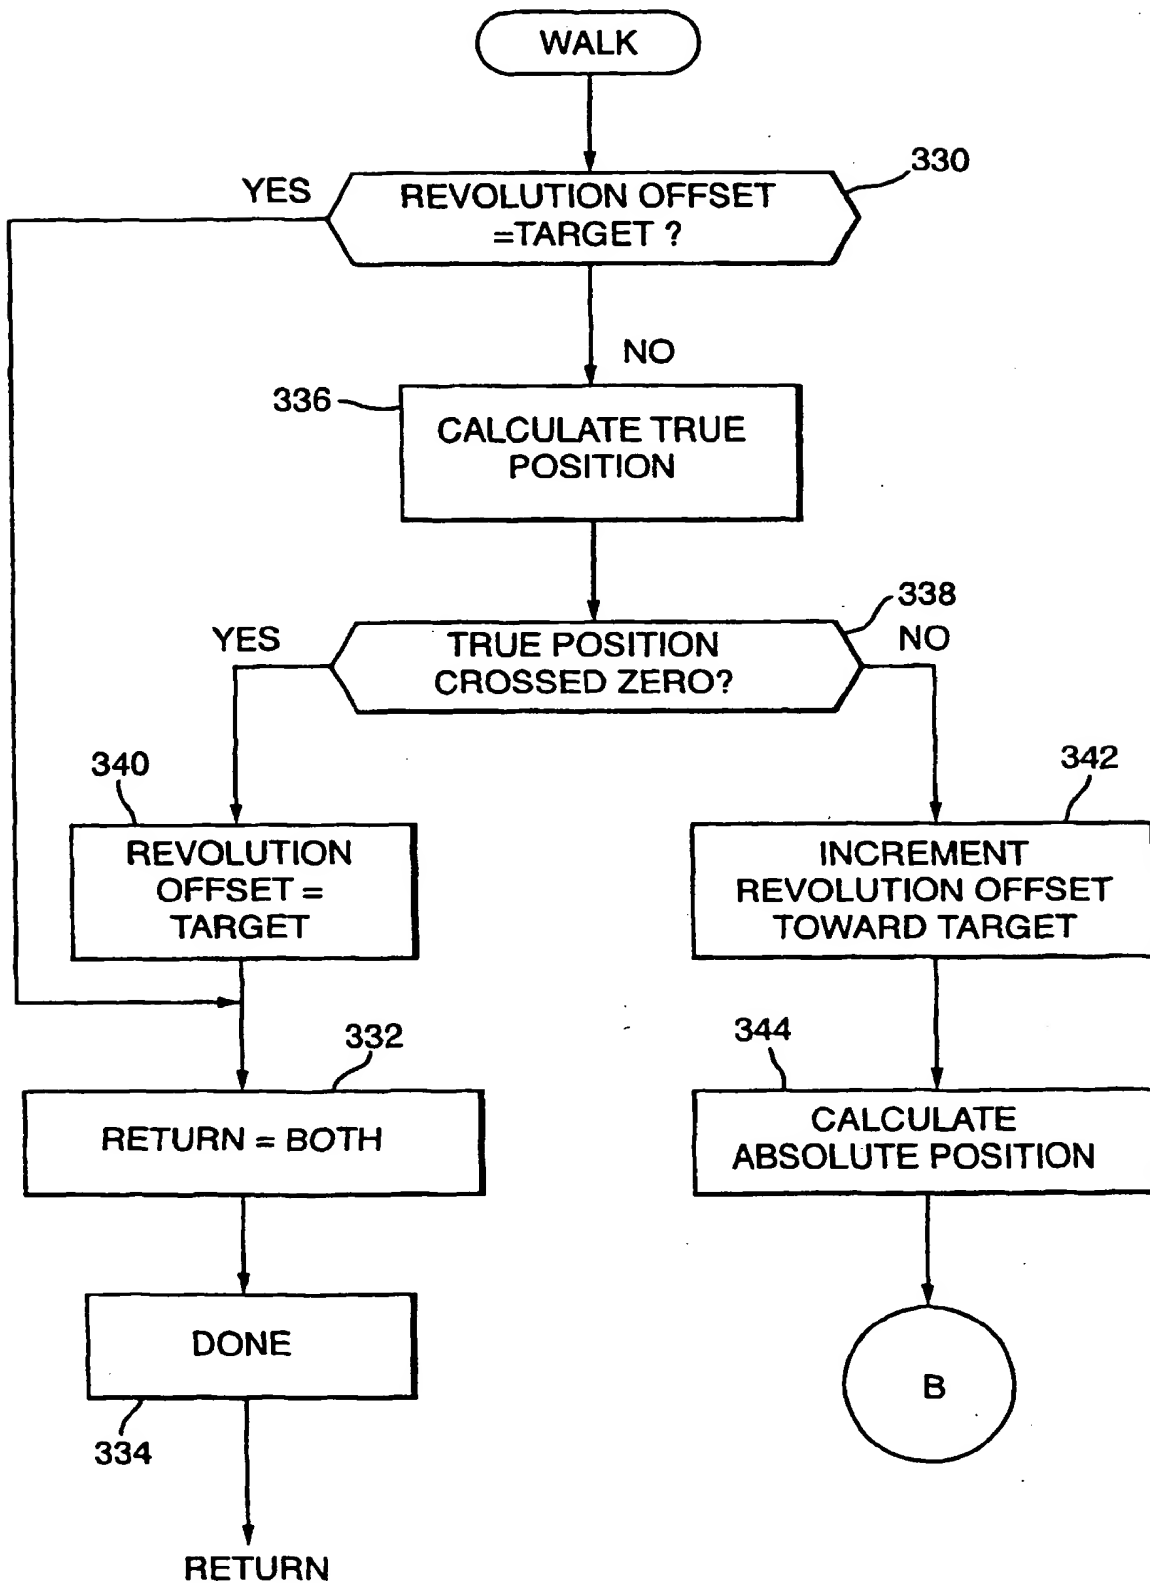 WALK
330
YES
REVOLUTION OFFSET
=TARGET ?
NO
336
CALCULATE TRUE
POSITION
338
YES
TRUE POSITION
CROSSED ZERO?
NO
340
342
REVOLUTION
OFFSET =
TARGET
INCREMENT
REVOLUTION OFFSET
TOWARD TARGET
332
344
RETURN = BOTH
CALCULATE
ABSOLUTE POSITION
DONE
B
334
RETURN